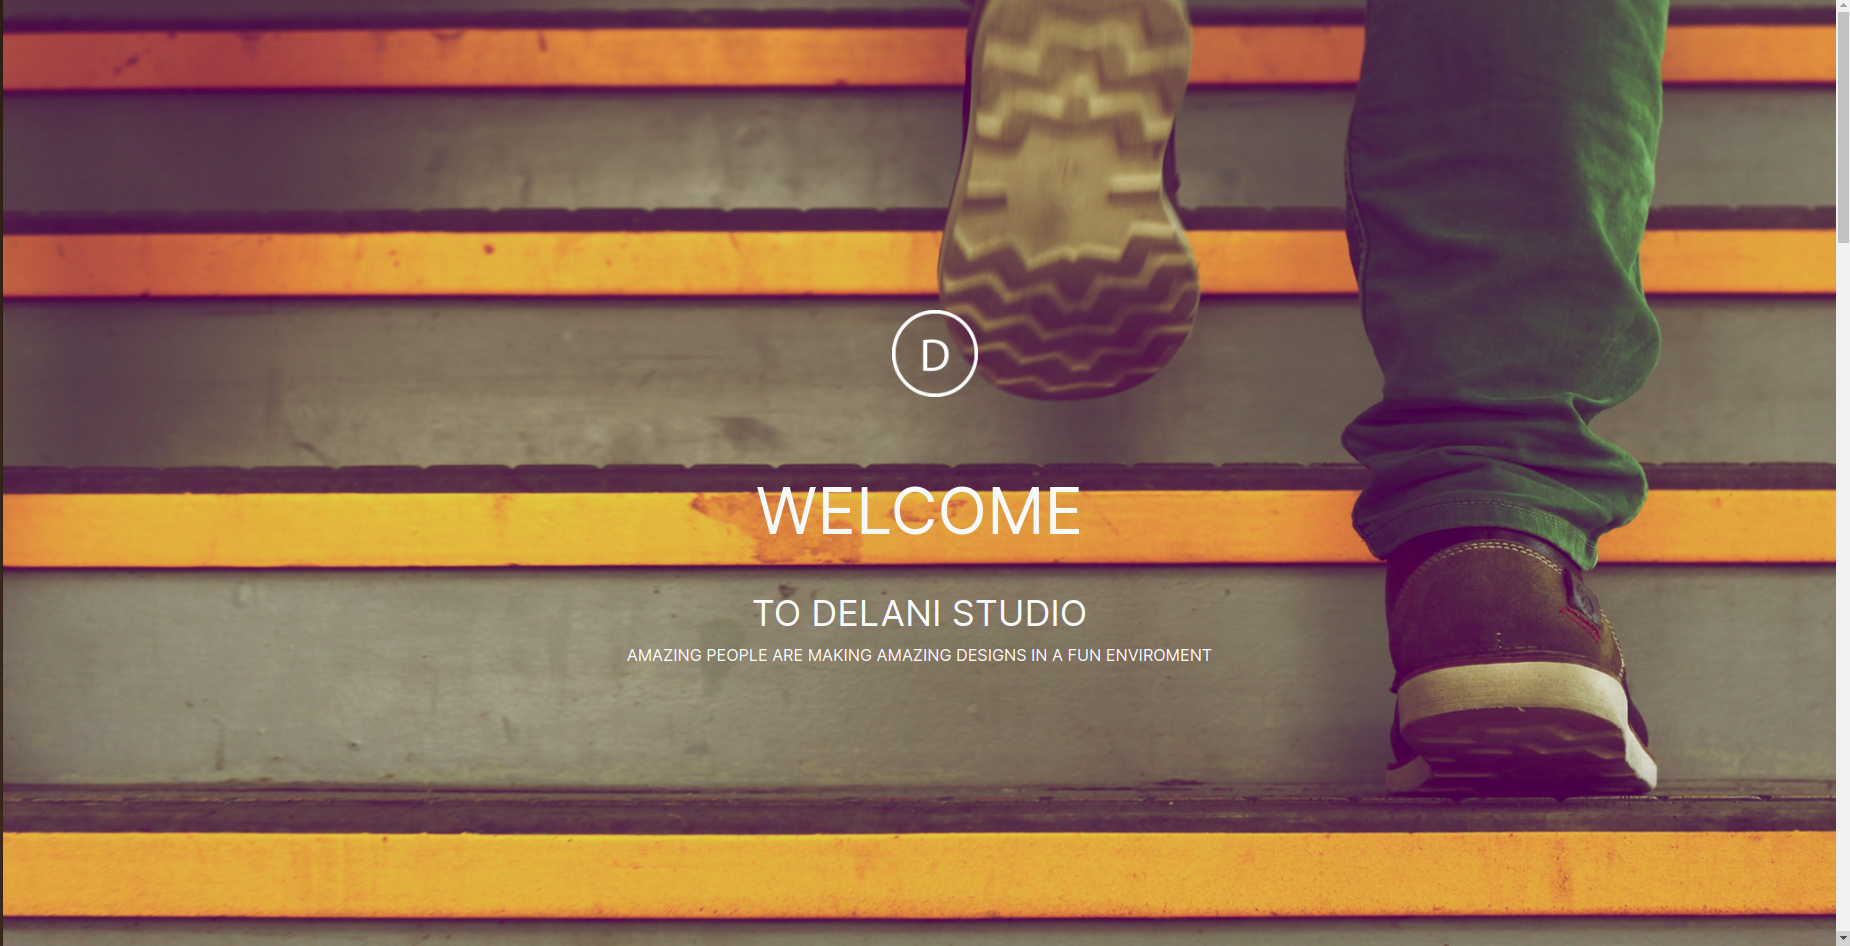 D
WELCOME
TO DELANI STUDIO
AMAZING PEOPLE ARE MAKING AMAZING DESIGNS IN A FUN ENVIROMENT